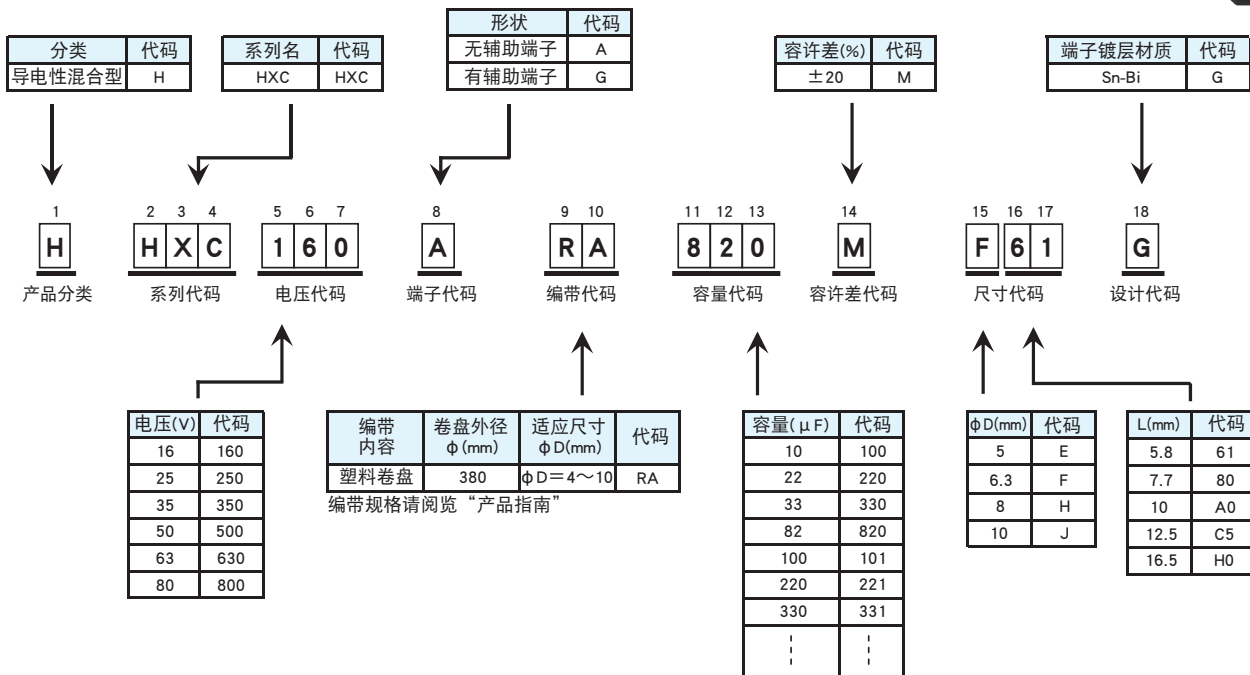 形状 代码
无辅助端子 A
有辅助端子 G
分类 代码
导电性混合型 H
系列名 代码
HXC HXC
容许差(%) 代码
±20 M
端子镀层材质 代码
Sn-Bi G
1 2 3 4 5 6 7 8 9 10 11 12 13 14 15 16 17 18
H H X C 1 6 0 A R A 8 2 0 M F 6 1 G
产品分类 系列代码 电压代码 端子代码 编带代码 容量代码 容许差代码 尺寸代码 设计代码
电压(V) 代码
16 160
25 250
35 350
50 500
63 630
80 800
编带内容 卷盘外径φ(mm) 适应尺寸φD(mm) 代码
塑料卷盘 380 φD=4～10 RA
编带规格请阅览“产品指南”
容量(μF) 代码
10 100
22 220
33 330
82 820
100 101
220 221
330 331
φD(mm) 代码
5 E
6.3 F
8 H
10 J
L(mm) 代码
5.8 61
7.7 80
10 A0
12.5 C5
16.5 H0